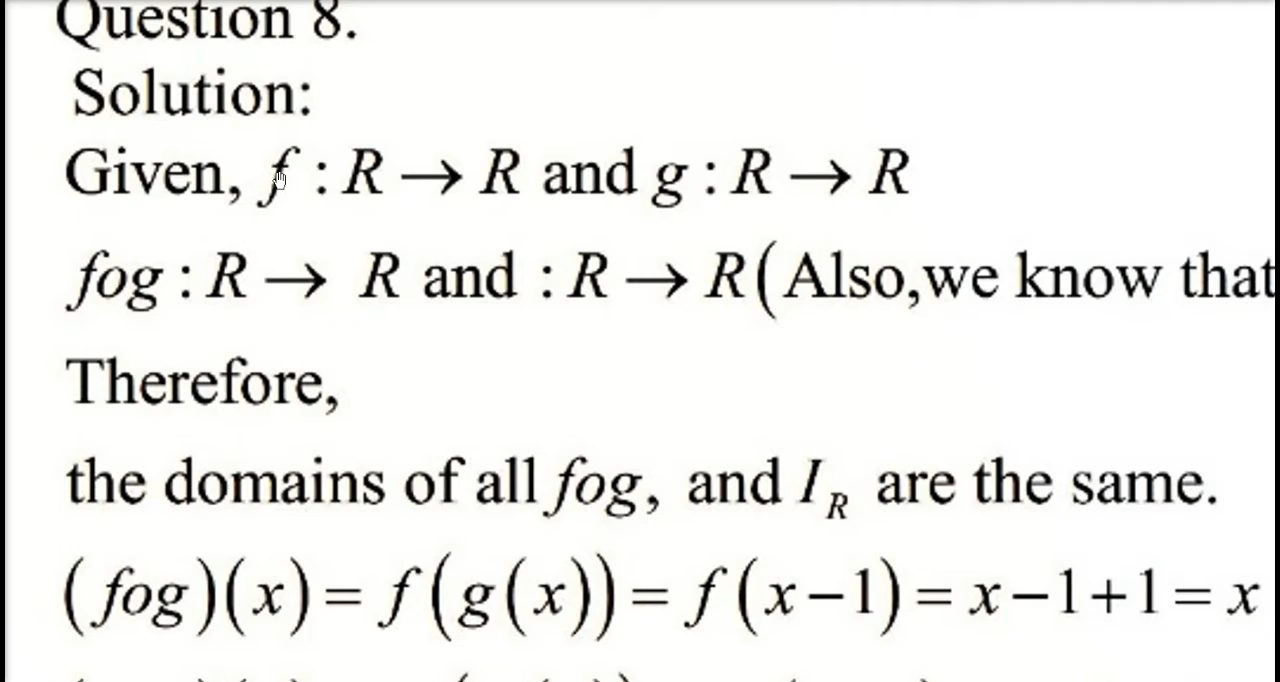 Question 8.
Solution:
Given, f : R → R and g : R → R
fog : R → R and : R → R(Also,we know that
Therefore,
the domains of all fog, and I_R are the same.
(fog)(x) = f(g(x)) = f(x−1) = x−1+1 = x